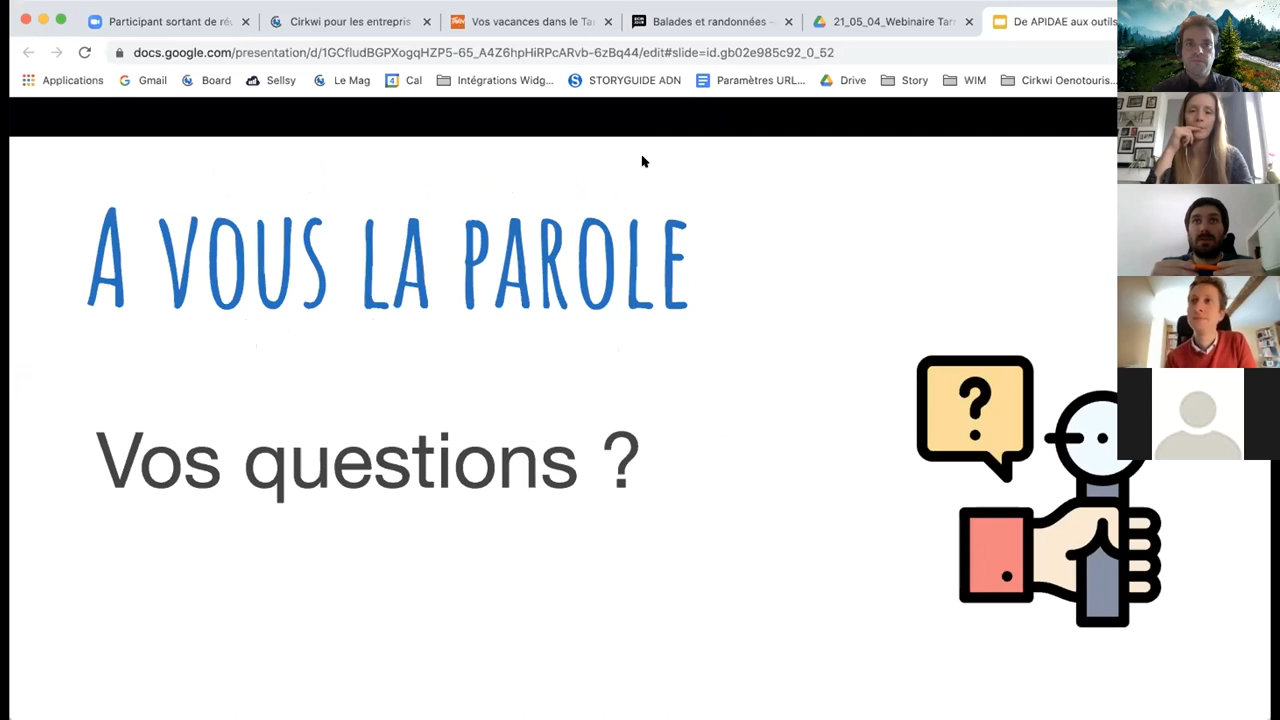 Participant sortant de ré
Cirkwi pour les entrepris
Vos vacances dans le Tar
Balades et randonnées –
21_05_04_Webinaire Tarr
De APIDAE aux outils
docs.google.com/presentation/d/1GCfludBGPXogqHZP5-65_A4Z6hpHiRPcARvb-6zBq44/edit#slide=id.gb02e985c92_0_52
Applications
Gmail
Board
Sellsy
Le Mag
4 Cal
Intégrations Widg...
STORYGUIDE ADN
Paramètres URL...
Drive
Story
WIM
Cirkwi Oenotouris...
A VOUS LA PAROLE
?
Vos questions ?